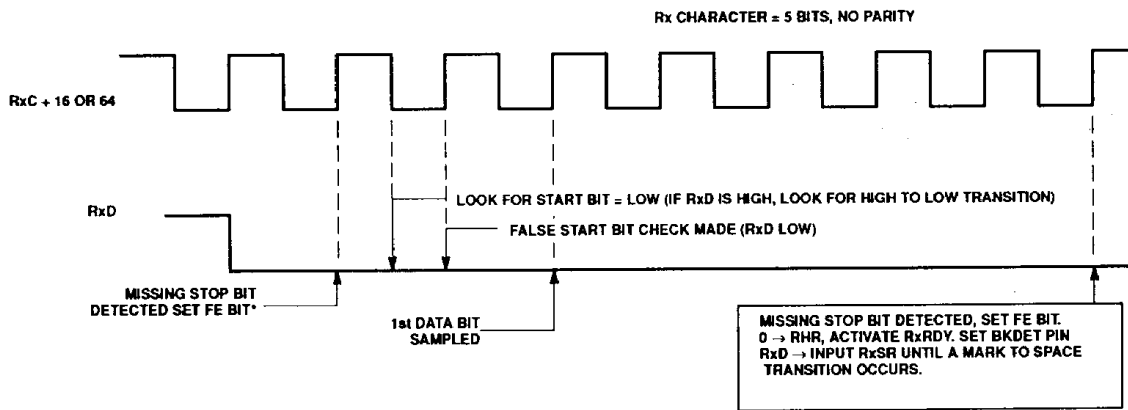 Rx CHARACTER = 5 BITS, NO PARITY
RxC + 16 OR 64
RxD
LOOK FOR START BIT = LOW (IF RxD IS HIGH, LOOK FOR HIGH TO LOW TRANSITION)
FALSE START BIT CHECK MADE (RxD LOW)
MISSING STOP BIT
DETECTED SET FE BIT*
1st DATA BIT
SAMPLED
MISSING STOP BIT DETECTED, SET FE BIT.
0 → RHR, ACTIVATE RxRDY. SET BKDET PIN
RxD → INPUT RxSR UNTIL A MARK TO SPACE
TRANSITION OCCURS.